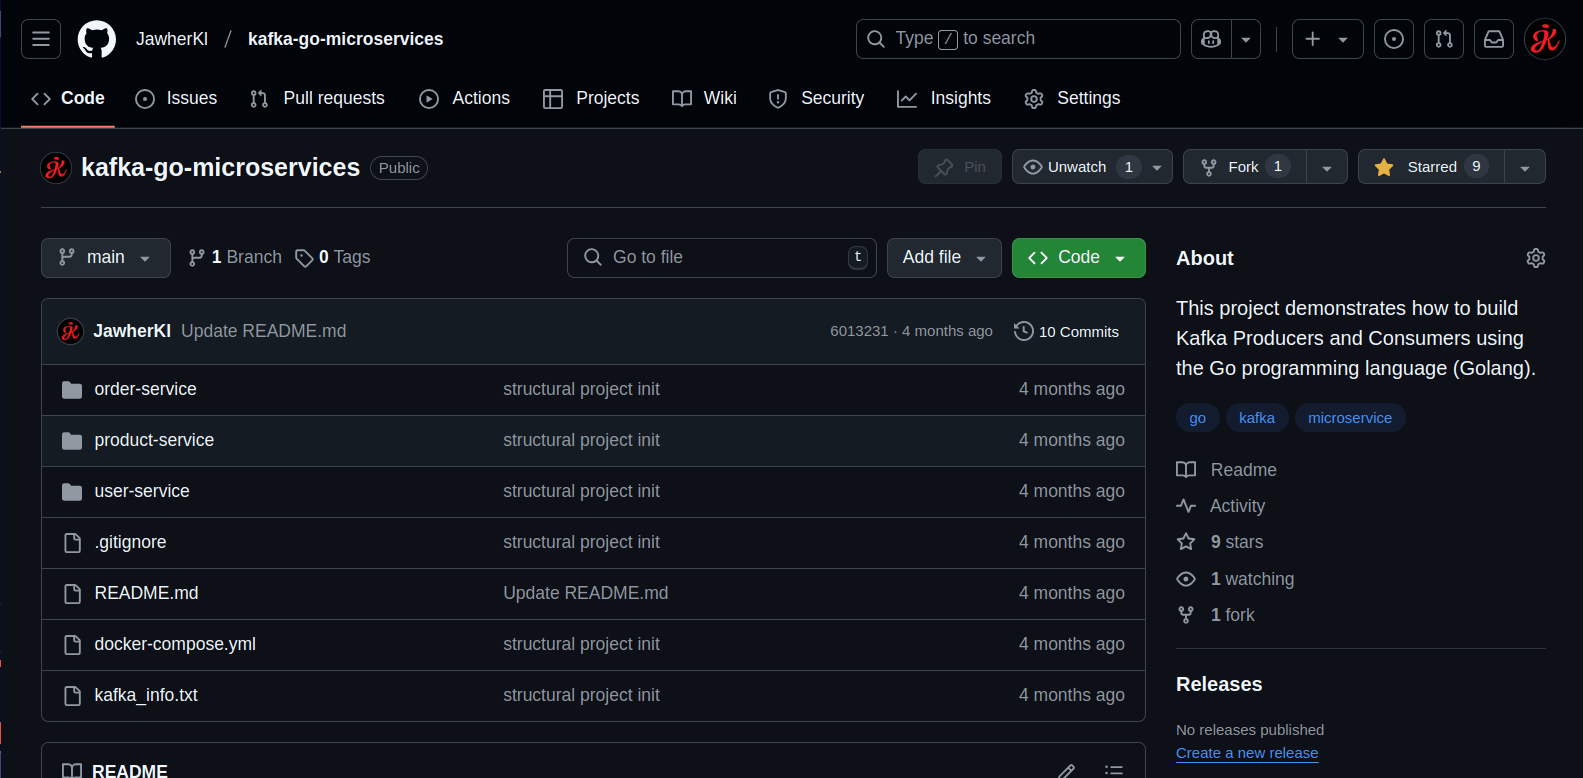 JawherKl / kafka-go-microservices
Type / to search
Code Issues Pull requests Actions Projects Wiki Security Insights Settings
kafka-go-microservices Public
Pin Unwatch 1 Fork 1 Starred 9
main 1 Branch 0 Tags
Go to file t
Add file Code
JawherKl Update README.md 6013231 · 4 months ago 10 Commits
order-service structural project init 4 months ago
product-service structural project init 4 months ago
user-service structural project init 4 months ago
.gitignore structural project init 4 months ago
README.md Update README.md 4 months ago
docker-compose.yml structural project init 4 months ago
kafka_info.txt structural project init 4 months ago
README
About
This project demonstrates how to build
Kafka Producers and Consumers using
the Go programming language (Golang).
go kafka microservice
Readme
Activity
9 stars
1 watching
1 fork
Releases
No releases published
Create a new release